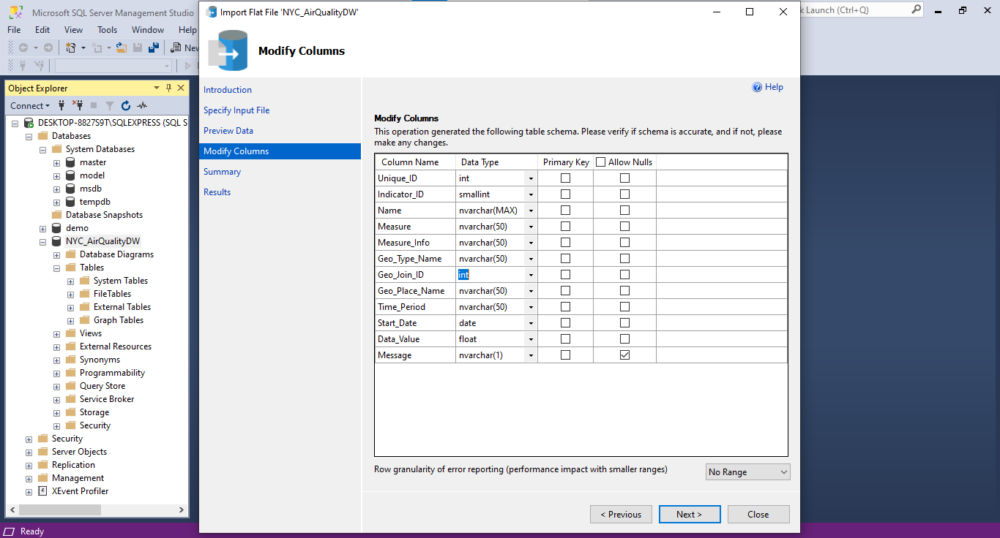 Microsoft SQL Server Management Studio
Import Flat File 'NYC_AirQualityDW'
k Launch (Ctrl+Q)
File Edit View Tools Window Help
New
Modify Columns
Object Explorer
Connect
DESKTOP-8827S9T\SQLEXPRESS (SQL S
Databases
System Databases
master
model
msdb
tempdb
Database Snapshots
demo
NYC_AirQualityDW
Database Diagrams
Tables
System Tables
FileTables
External Tables
Graph Tables
Views
External Resources
Synonyms
Programmability
Query Store
Service Broker
Storage
Security
Security
Server Objects
Replication
Management
XEvent Profiler
Ready
Introduction
Specify Input File
Preview Data
Modify Columns
Summary
Results
Help
Modify Columns
This operation generated the following table schema. Please verify if schema is accurate, and if not, please
make any changes.
Column Name Data Type Primary Key Allow Nulls
Unique_ID int
Indicator_ID smallint
Name nvarchar(MAX)
Measure nvarchar(50)
Measure_Info nvarchar(50)
Geo_Type_Name nvarchar(50)
Geo_Join_ID int
Geo_Place_Name nvarchar(50)
Time_Period nvarchar(50)
Start_Date date
Data_Value float
Message nvarchar(1)
Row granularity of error reporting (performance impact with smaller ranges)
No Range
< Previous
Next >
Close